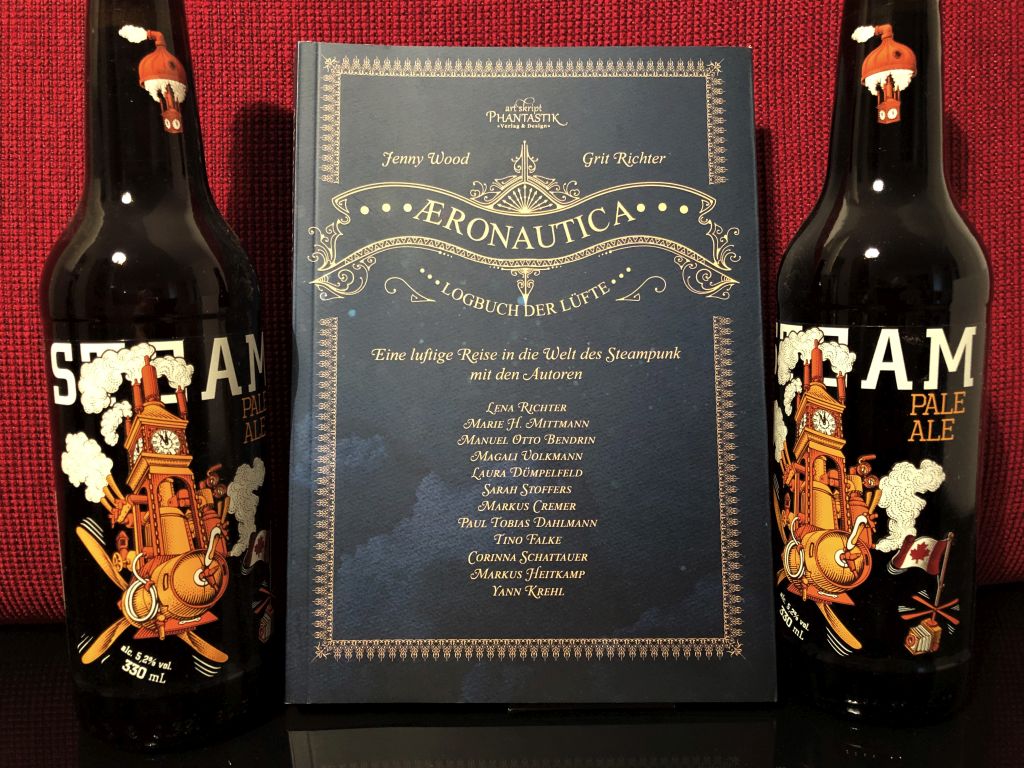 art skript
PHANTASTIK
Verlag & Design
Jenny Wood
Grit Richter
ÆRONAUTICA
LOGBUCH DER LÜFTE
Eine luftige Reise in die Welt des Steampunk
mit den Autoren
LENA RICHTER
MARIE H. MITTMANN
MANUEL OTTO BENDRIN
MAGALI VOLKMANN
LAURA DÜMPELFELD
SARAH STOFFERS
MARKUS CREMER
PAUL TOBIAS DAHLMANN
TINO FALKE
CORINNA SCHATTAUER
MARKUS HEITKAMP
YANN KREHL
STEAM
PALE
ALE
alc. 5,2% vol.
330 mL
STEAM
PALE
ALE
alc. 5,2% vol.
330 mL